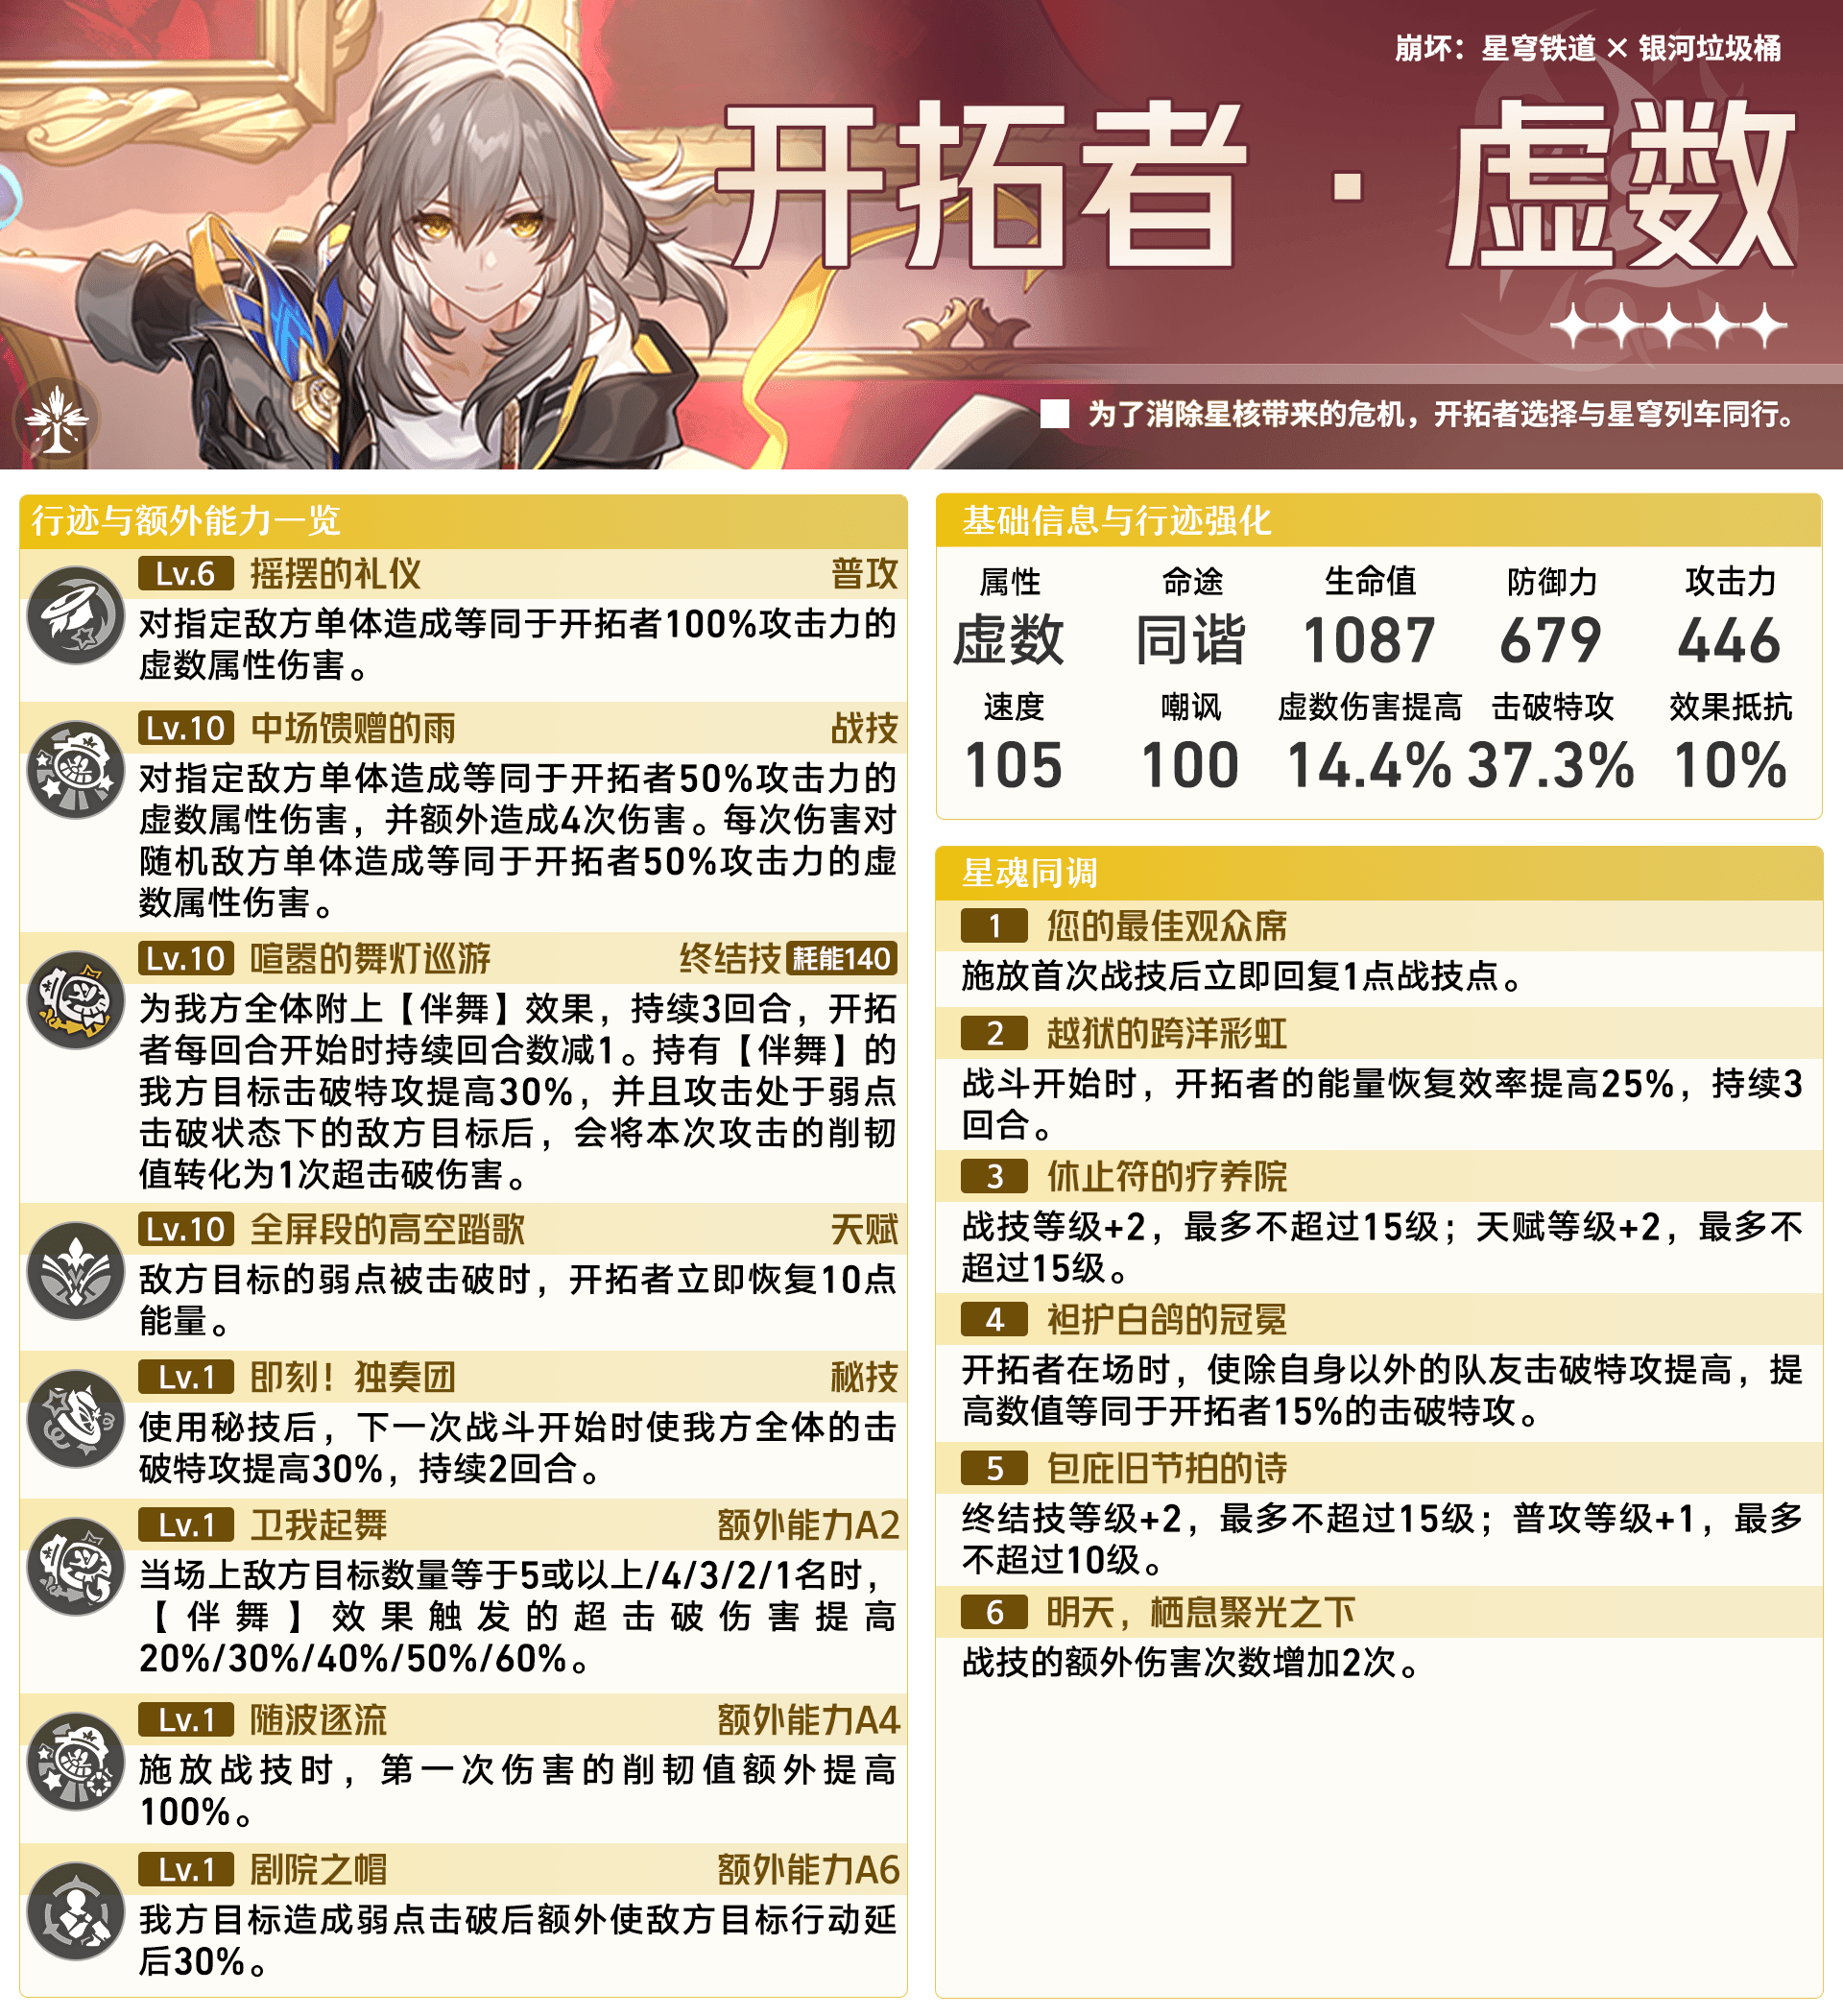 崩坏：星穹铁道 × 银河垃圾桶
开拓者·虚数
为了消除星核带来的危机，开拓者选择与星穹列车同行。
行迹与额外能力一览
Lv.6 摇摆的礼仪 普攻
对指定敌方单体造成等同于开拓者100%攻击力的
虚数属性伤害。
Lv.10 中场馈赠的雨 战技
对指定敌方单体造成等同于开拓者50%攻击力的
虚数属性伤害，并额外造成4次伤害。每次伤害对
随机敌方单体造成等同于开拓者50%攻击力的虚
数属性伤害。
Lv.10 喧嚣的舞灯巡游 终结技 耗能140
为我方全体附上【伴舞】效果，持续3回合，开拓
者每回合开始时持续回合数减1。持有【伴舞】的
我方目标击破特攻提高30%，并且攻击处于弱点
击破状态下的敌方目标后，会将本次攻击的削韧
值转化为1次超击破伤害。
Lv.10 全屏段的高空踏歌 天赋
敌方目标的弱点被击破时，开拓者立即恢复10点
能量。
Lv.1 即刻！独奏团 秘技
使用秘技后，下一次战斗开始时使我方全体的击
破特攻提高30%，持续2回合。
Lv.1 卫我起舞 额外能力A2
当场上敌方目标数量等于5或以上/4/3/2/1名时，
【伴舞】效果触发的超击破伤害提高
20%/30%/40%/50%/60%。
Lv.1 随波逐流 额外能力A4
施放战技时，第一次伤害的削韧值额外提高
100%。
Lv.1 剧院之帽 额外能力A6
我方目标造成弱点击破后额外使敌方目标行动延
后30%。
基础信息与行迹强化
属性 命途 生命值 防御力 攻击力
虚数 同谐 1087 679 446
速度 嘲讽 虚数伤害提高 击破特攻 效果抵抗
105 100 14.4% 37.3% 10%
星魂同调
1 您的最佳观众席
施放首次战技后立即回复1点战技点。
2 越狱的跨洋彩虹
战斗开始时，开拓者的能量恢复效率提高25%，持续3
回合。
3 休止符的疗养院
战技等级+2，最多不超过15级；天赋等级+2，最多不
超过15级。
4 袒护白鸽的冠冕
开拓者在场时，使除自身以外的队友击破特攻提高，提
高数值等同于开拓者15%的击破特攻。
5 包庇旧节拍的诗
终结技等级+2，最多不超过15级；普攻等级+1，最多
不超过10级。
6 明天，栖息聚光之下
战技的额外伤害次数增加2次。